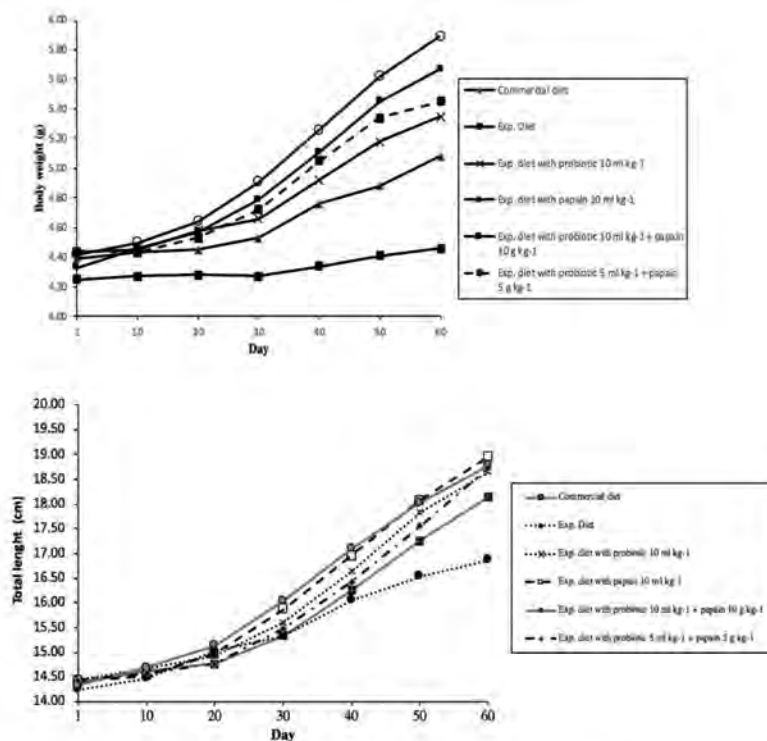 6.00
5.80
5.60
5.40
5.20
5.00
4.80
4.60
4.40
4.20
4.00
Body weight (g)
1 10 20 30 40 50 60
Day
Commercial diet
Exp. Diet
Exp. diet with probiotic 10 ml kg-1
Exp. diet with papain 10 ml kg-1
Exp. diet with probiotic 10 ml kg-1 + papain
10 g kg-1
Exp. diet with probiotic 5 ml kg-1 + papain
5 g kg-1
20.00
19.00
18.50
18.00
17.50
17.00
16.50
16.00
15.50
15.00
14.50
14.00
Total lenght (cm)
1 10 20 30 40 50 60
Day
Commercial diet
Exp. Diet
Exp. diet with probiotic 10 ml kg-1
Exp. diet with papain 10 ml kg-1
Exp. diet with probiotic 10 ml kg-1 + papain 10 g kg-1
Exp. diet with probiotic 5 ml kg-1 + papain 5 g kg-1